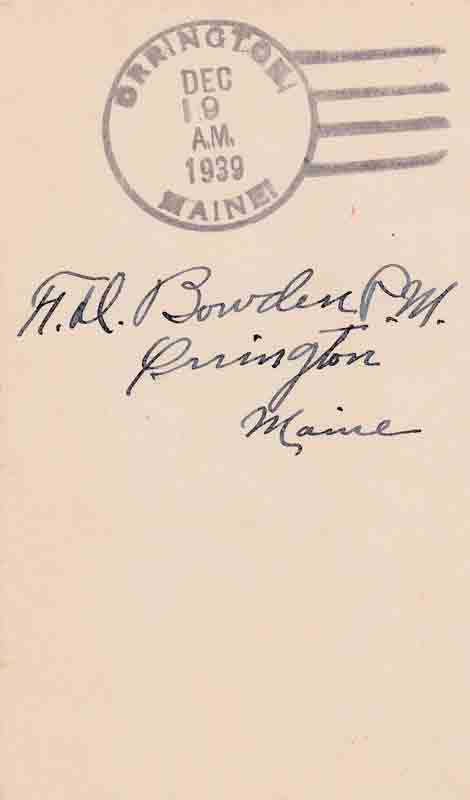 ORRINGTON,
DEC
19
A.M.
1939
MAINE.
F. H. Bowden P.M.
Orrington
Maine